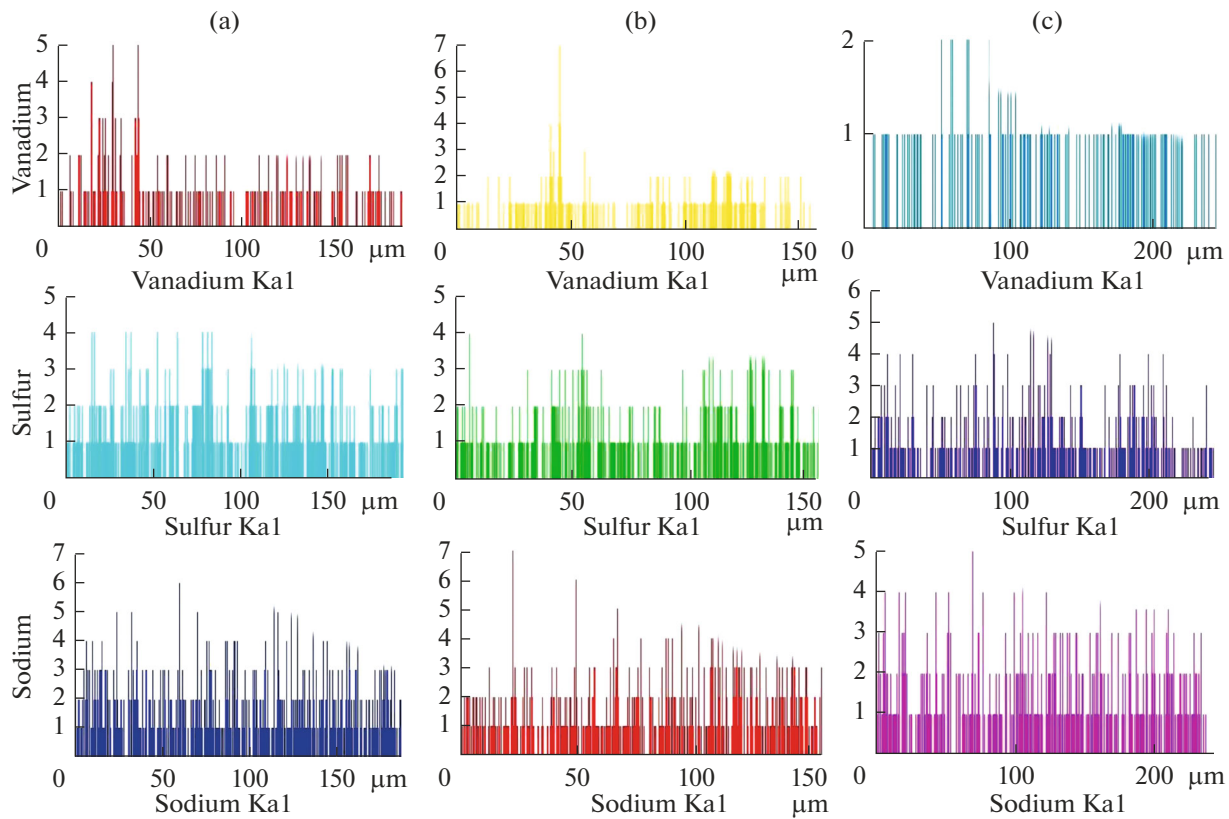 (a) (b) (c)
Vanadium
5
4
3
2
1
0 50 100 150 μm
Vanadium Ka1
7
6
5
4
3
2
1
0 50 100 150
μm
Vanadium Ka1
2
1
0 100 200 μm
Vanadium Ka1
Sulfur
5
4
3
2
1
0 50 100 150 μm
Sulfur Ka1
5
4
3
2
1
0 50 100 150
μm
Sulfur Ka1
6
5
4
3
2
1
0 100 200 μm
Sulfur Ka1
Sodium
7
6
5
4
3
2
1
0 50 100 150 μm
Sodium Ka1
7
6
5
4
3
2
1
0 50 100 150
μm
Sodium Ka1
5
4
3
2
1
0 100 200 μm
Sodium Ka1